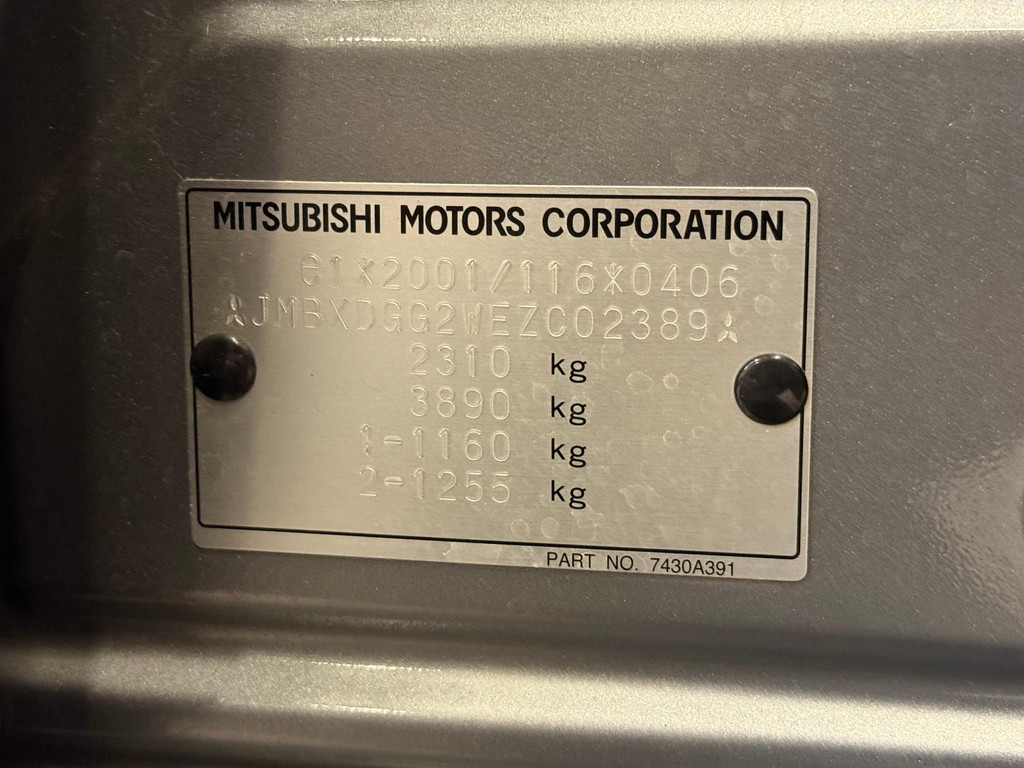 MITSUBISHI MOTORS CORPORATION
e1*2001/116*0406
JMBXDGG2WEZC02389
2310 kg
3890 kg
1-1160 kg
2-1255 kg
PART NO. 7430A391